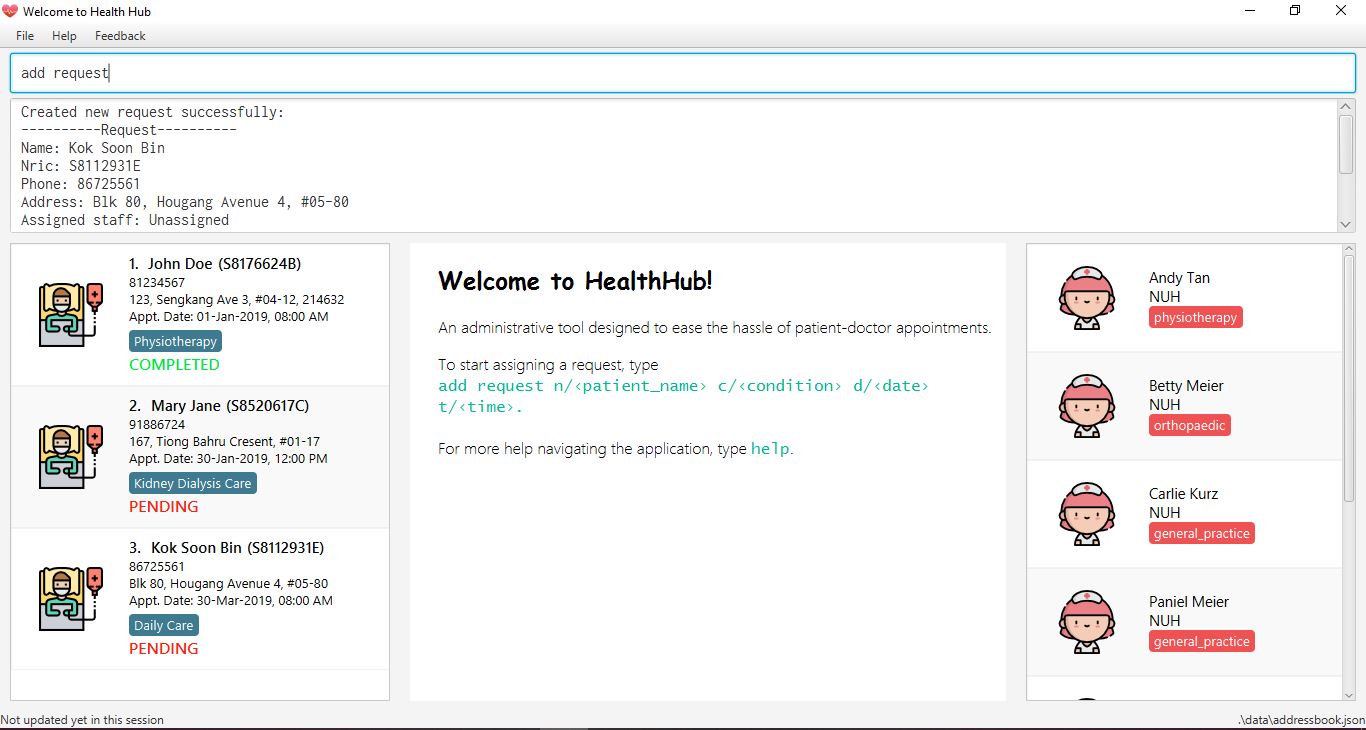 Welcome to Health Hub
File Help Feedback
add request
Created new request successfully:
----------Request----------
Name: Kok Soon Bin
Nric: S8112931E
Phone: 86725561
Address: Blk 80, Hougang Avenue 4, #05-80
Assigned staff: Unassigned
1. John Doe (S8176624B)
81234567
123, Sengkang Ave 3, #04-12, 214632
Appt. Date: 01-Jan-2019, 08:00 AM
Physiotherapy
COMPLETED
2. Mary Jane (S8520617C)
91886724
167, Tiong Bahru Cresent, #01-17
Appt. Date: 30-Jan-2019, 12:00 PM
Kidney Dialysis Care
PENDING
3. Kok Soon Bin (S8112931E)
86725561
Blk 80, Hougang Avenue 4, #05-80
Appt. Date: 30-Mar-2019, 08:00 AM
Daily Care
PENDING
Welcome to HealthHub!
An administrative tool designed to ease the hassle of patient-doctor appointments.
To start assigning a request, type
add request n/<patient_name> c/<condition> d/<date>
t/<time>.
For more help navigating the application, type help.
Andy Tan
NUH
physiotherapy
Betty Meier
NUH
orthopaedic
Carlie Kurz
NUH
general_practice
Paniel Meier
NUH
general_practice
Not updated yet in this session
.\data\addressbook.json